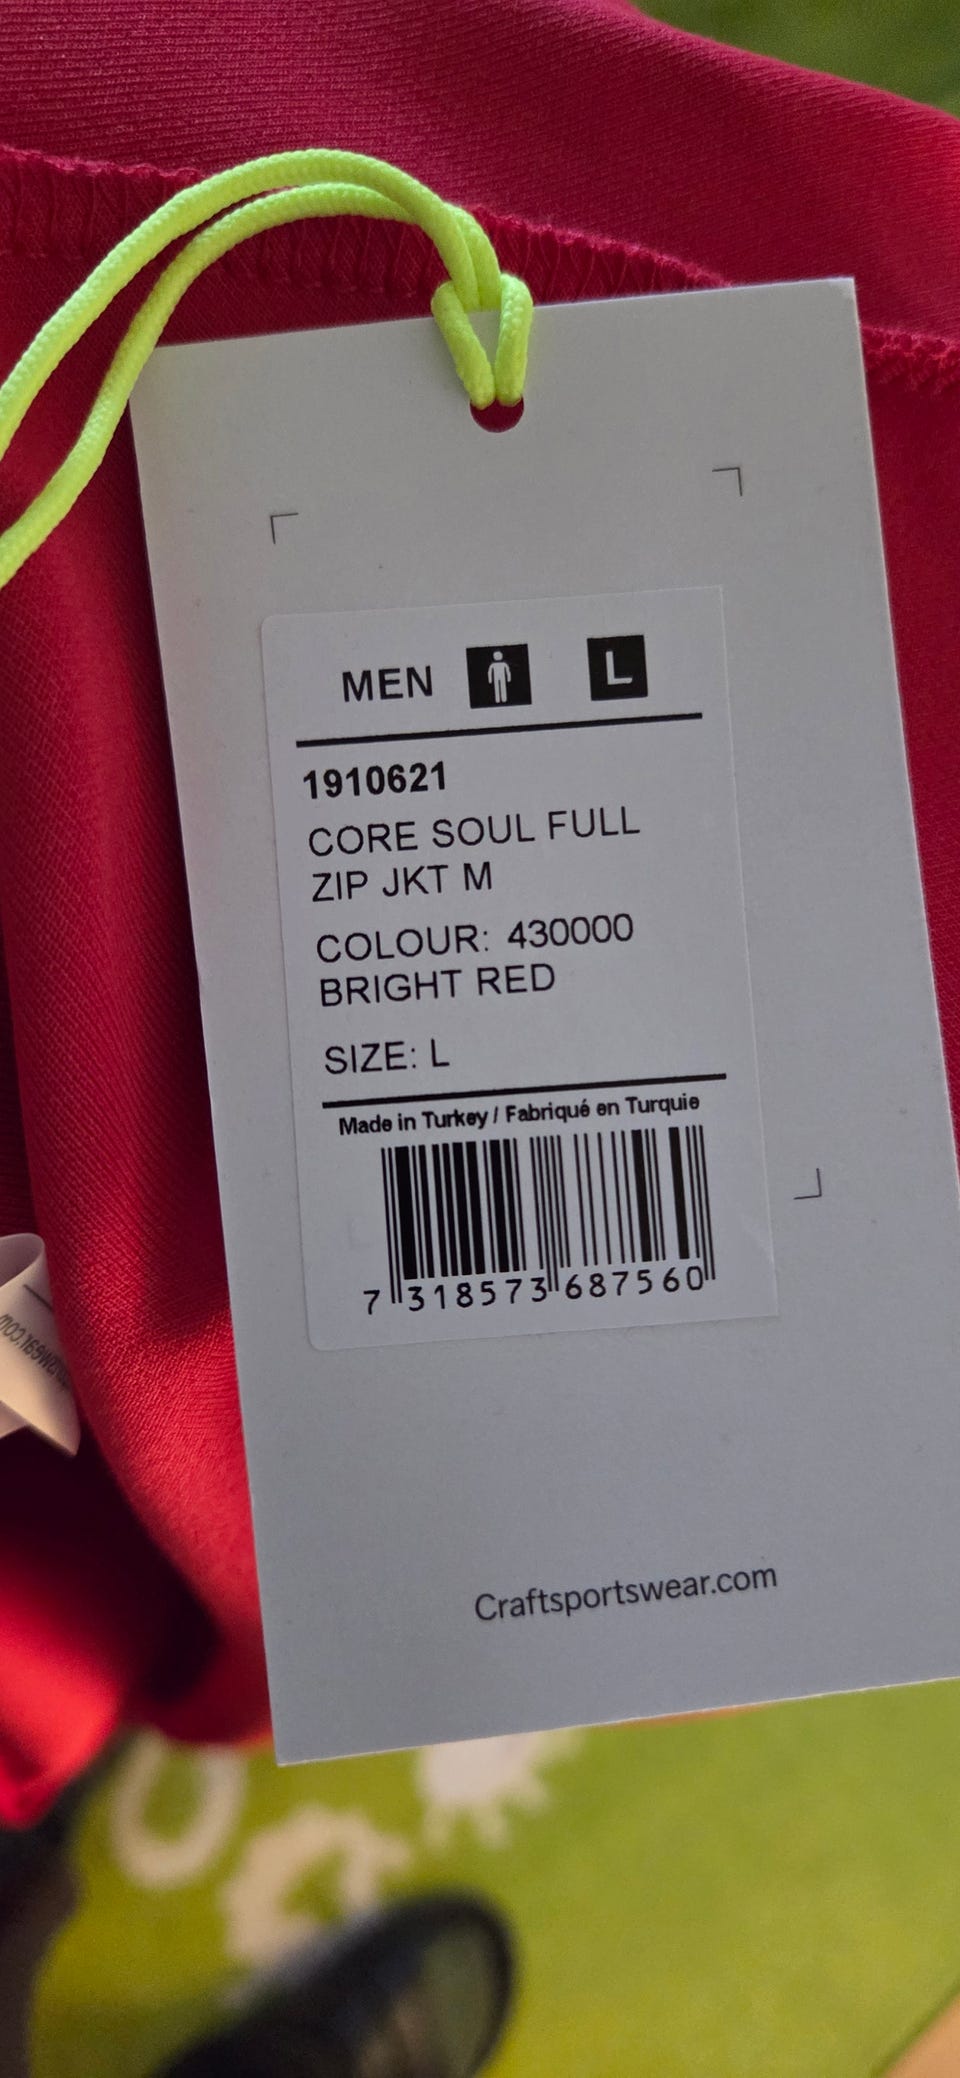 MEN L
1910621
CORE SOUL FULL
ZIP JKT M
COLOUR: 430000
BRIGHT RED
SIZE: L
Made in Turkey / Fabriqué en Turquie
7 318573 687560
Craftsportswear.com